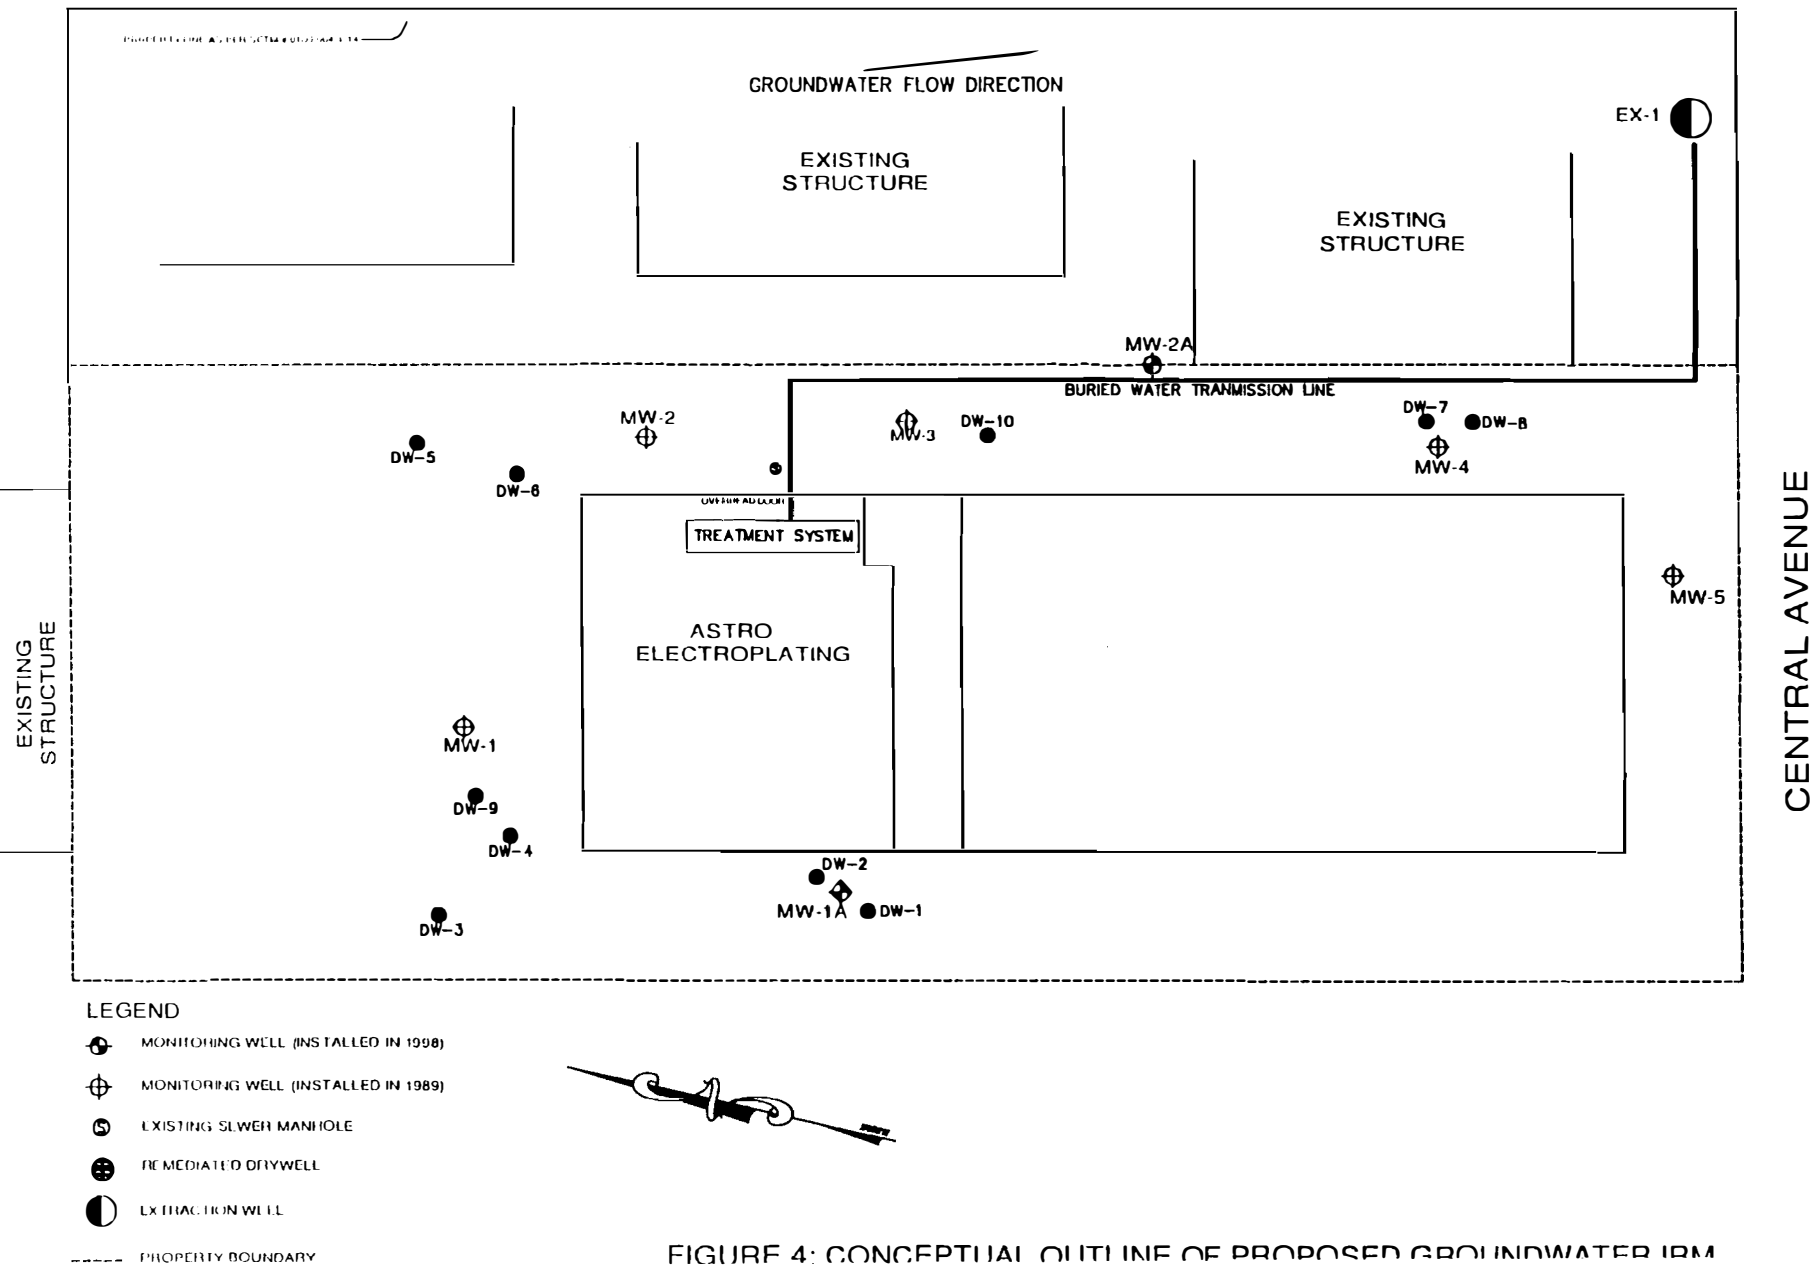 GROUNDWATER FLOW DIRECTION
EX-1
EXISTING
STRUCTURE
EXISTING
STRUCTURE
MW-2A
BURIED WATER TRANMISSION LINE
MW-2
MW-3
DW-10
DW-7
DW-8
MW-4
DW-5
DW-6
OVERHEAD DOOR
TREATMENT SYSTEM
MW-5
ASTRO
ELECTROPLATING
EXISTING
STRUCTURE
CENTRAL AVENUE
MW-1
DW-9
DW-4
DW-2
MW-1A
DW-1
DW-3
LEGEND
MONITORING WELL (INSTALLED IN 1998)
MONITORING WELL (INSTALLED IN 1989)
EXISTING SEWER MANHOLE
REMEDIATED DRYWELL
EXTRACTION WELL
PROPERTY BOUNDARY
FIGURE 4: CONCEPTUAL OUTLINE OF PROPOSED GROUNDWATER IRM